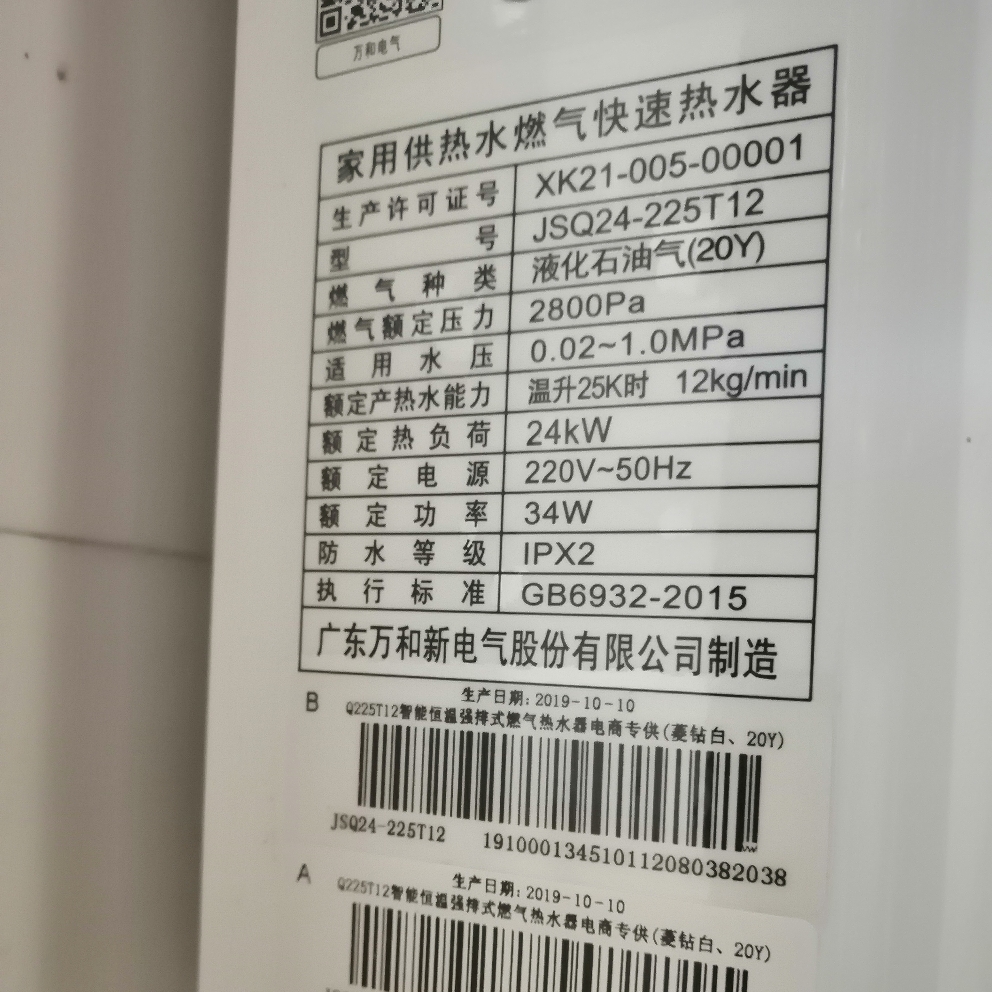 万和电气
家用供热水燃气快速热水器
生产许可证号 XK21-005-00001
型号 JSQ24-225T12
燃气种类 液化石油气(20Y)
燃气额定压力 2800Pa
适用水压 0.02~1.0MPa
额定产热水能力 温升25K时 12kg/min
额定热负荷 24kW
额定电源 220V~50Hz
额定功率 34W
防水等级 IPX2
执行标准 GB6932-2015
广东万和新电气股份有限公司制造
生产日期: 2019-10-10
B Q225T12智能恒温强排式燃气热水器电商专供(菱钻白、20Y)
JSQ24-225T12 191000134510112080382038
生产日期: 2019-10-10
A Q225T12智能恒温强排式燃气热水器电商专供(菱钻白、20Y)